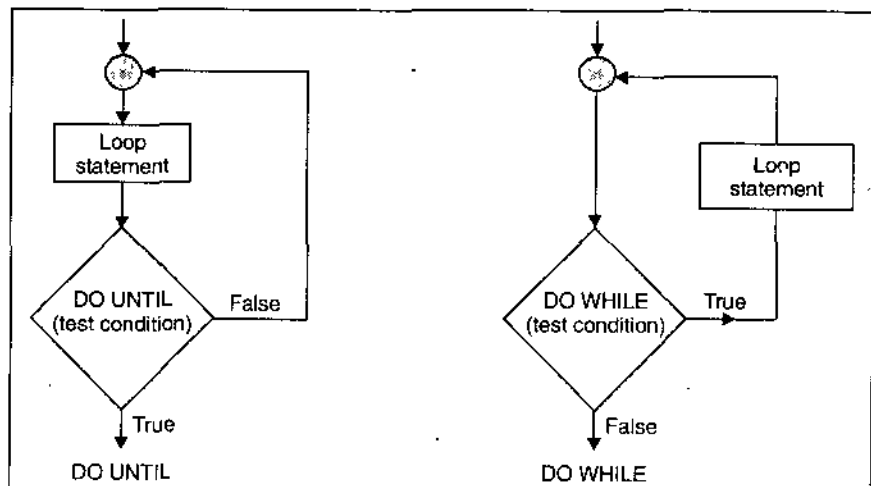 Loop
statement
DO UNTIL
(test condition)
False
True
DO UNTIL
Loop
statement
DO WHILE
(test condition)
True
False
DO WHILE